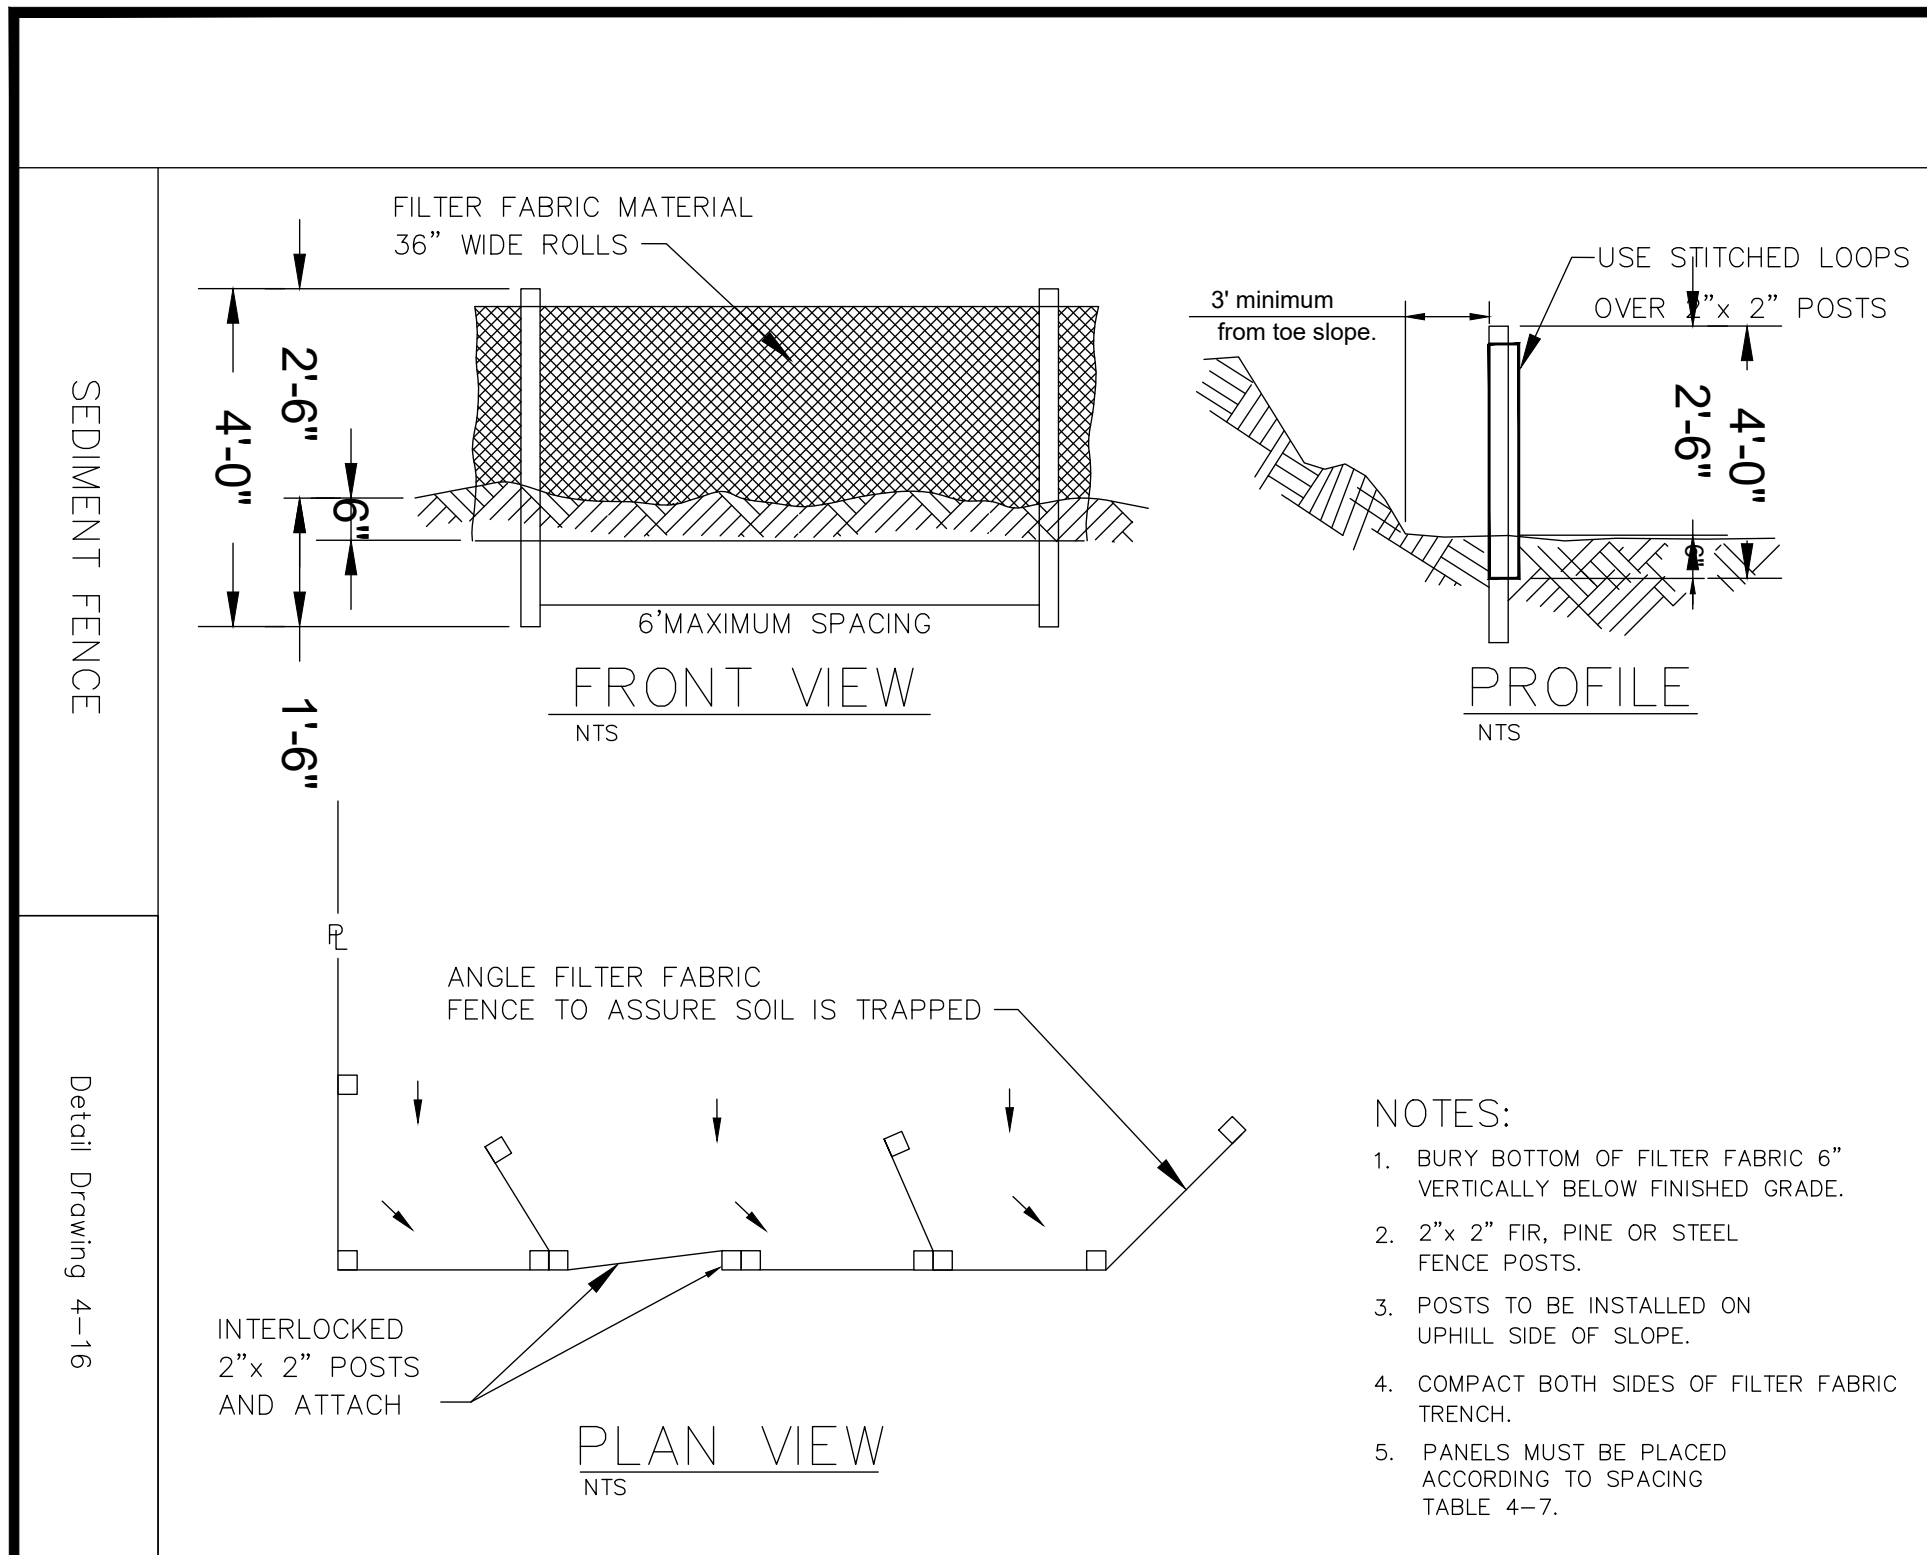 SEDIMENT FENCE
Detail Drawing 4-16
FILTER FABRIC MATERIAL
36" WIDE ROLLS
2'-6"
4'-0"
6"
1'-6"
6'MAXIMUM SPACING
FRONT VIEW
NTS
3' minimum
from toe slope.
USE STITCHED LOOPS
OVER 2"x 2" POSTS
2'-6"
4'-0"
6"
PROFILE
NTS
PL
ANGLE FILTER FABRIC
FENCE TO ASSURE SOIL IS TRAPPED
INTERLOCKED
2"x 2" POSTS
AND ATTACH
PLAN VIEW
NTS
NOTES:
1. BURY BOTTOM OF FILTER FABRIC 6"
VERTICALLY BELOW FINISHED GRADE.
2. 2"x 2" FIR, PINE OR STEEL
FENCE POSTS.
3. POSTS TO BE INSTALLED ON
UPHILL SIDE OF SLOPE.
4. COMPACT BOTH SIDES OF FILTER FABRIC
TRENCH.
5. PANELS MUST BE PLACED
ACCORDING TO SPACING
TABLE 4-7.